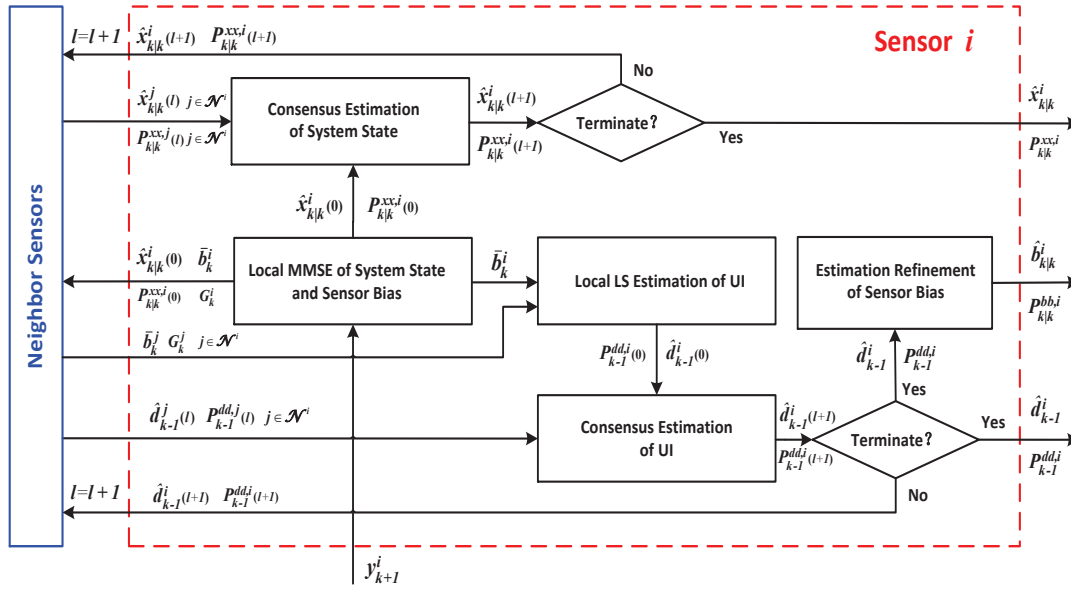 l=l+1 x̂^i_{k|k}(l+1) P^{xx,i}_{k|k}(l+1)
Sensor i
No
x̂^j_{k|k}(l) j∈𝒩^i
P^{xx,j}_{k|k}(l) j∈𝒩^i
Consensus Estimation
of System State
x̂^i_{k|k}(l+1)
P^{xx,i}_{k|k}(l+1)
Terminate?
Yes
x̂^i_{k|k}
P^{xx,i}_{k|k}
x̂^i_{k|k}(0) P^{xx,i}_{k|k}(0)
Neighbor Sensors
x̂^i_{k|k}(0) b̄^i_k
P^{xx,i}_{k|k}(0) G^i_k
Local MMSE of System State
and Sensor Bias
b̄^i_k
Local LS Estimation of UI
Estimation Refinement
of Sensor Bias
b̂^i_{k|k}
P^{bb,i}_{k|k}
b̄^j_k G^j_k j∈𝒩^i
P^{dd,i}_{k-1}(0) d̂^i_{k-1}(0)
d̂^i_{k-1} P^{dd,i}_{k-1}
Yes
d̂^j_{k-1}(l) P^{dd,j}_{k-1}(l) j∈𝒩^i
Consensus Estimation
of UI
d̂^i_{k-1}(l+1)
P^{dd,i}_{k-1}(l+1)
Terminate?
Yes
d̂^i_{k-1}
P^{dd,i}_{k-1}
No
l=l+1 d̂^i_{k-1}(l+1) P^{dd,i}_{k-1}(l+1)
y^i_{k+1}